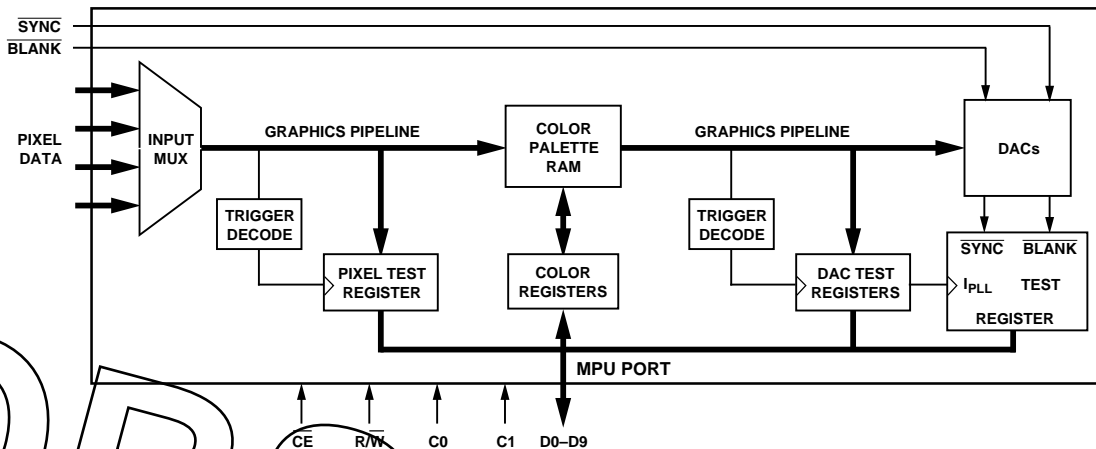 SYNC
BLANK
PIXEL
DATA
INPUT
MUX
GRAPHICS PIPELINE
TRIGGER
DECODE
PIXEL TEST
REGISTER
COLOR
PALETTE
RAM
COLOR
REGISTERS
GRAPHICS PIPELINE
TRIGGER
DECODE
DAC TEST
REGISTERS
DACs
SYNC BLANK
IPLL TEST
REGISTER
MPU PORT
CE R/W C0 C1 D0–D9